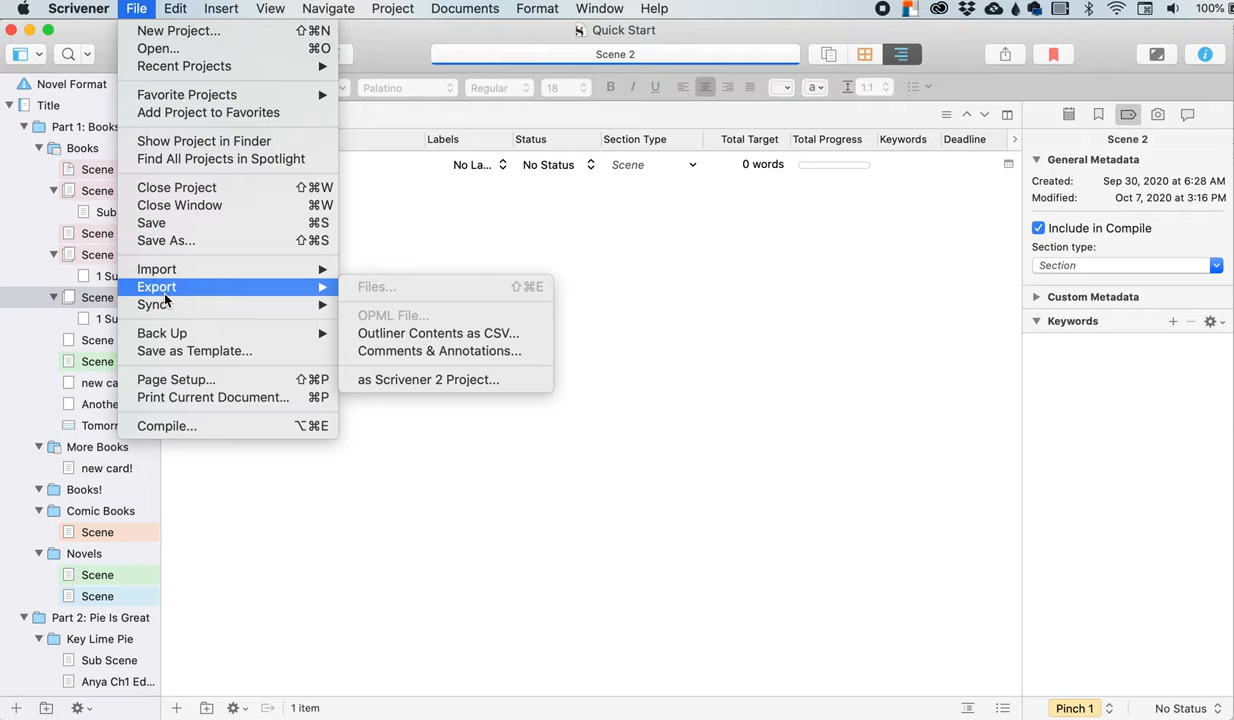 Scrivener File Edit Insert View Navigate Project Documents Format Window Help 100%
Quick Start
Scene 2
Palatino Regular 18 B I U a 1.1
New Project... ⇧⌘N
Open... ⌘O
Recent Projects
Favorite Projects
Add Project to Favorites
Show Project in Finder
Find All Projects in Spotlight
Close Project ⇧⌘W
Close Window ⌘W
Save ⌘S
Save As... ⇧⌘S
Import
Export
Sync
Back Up
Save as Template...
Page Setup... ⇧⌘P
Print Current Document... ⌘P
Compile... ⌥⌘E
Files... ⇧⌘E
OPML File...
Outliner Contents as CSV...
Comments & Annotations...
as Scrivener 2 Project...
Novel Format
Title
Part 1: Books
Books
Scene
Scene
Sub
Scene
Scene
1 Su
Scene
1 Su
Scene
Scene
new ca
Anothe
Tomorr
More Books
new card!
Books!
Comic Books
Scene
Novels
Scene
Scene
Part 2: Pie Is Great
Key Lime Pie
Sub Scene
Anya Ch1 Ed...
Labels Status Section Type Total Target Total Progress Keywords Deadline
No La... No Status Scene 0 words
1 item
Scene 2
General Metadata
Created: Sep 30, 2020 at 6:28 AM
Modified: Oct 7, 2020 at 3:16 PM
Include in Compile
Section type:
Section
Custom Metadata
Keywords
Pinch 1 No Status